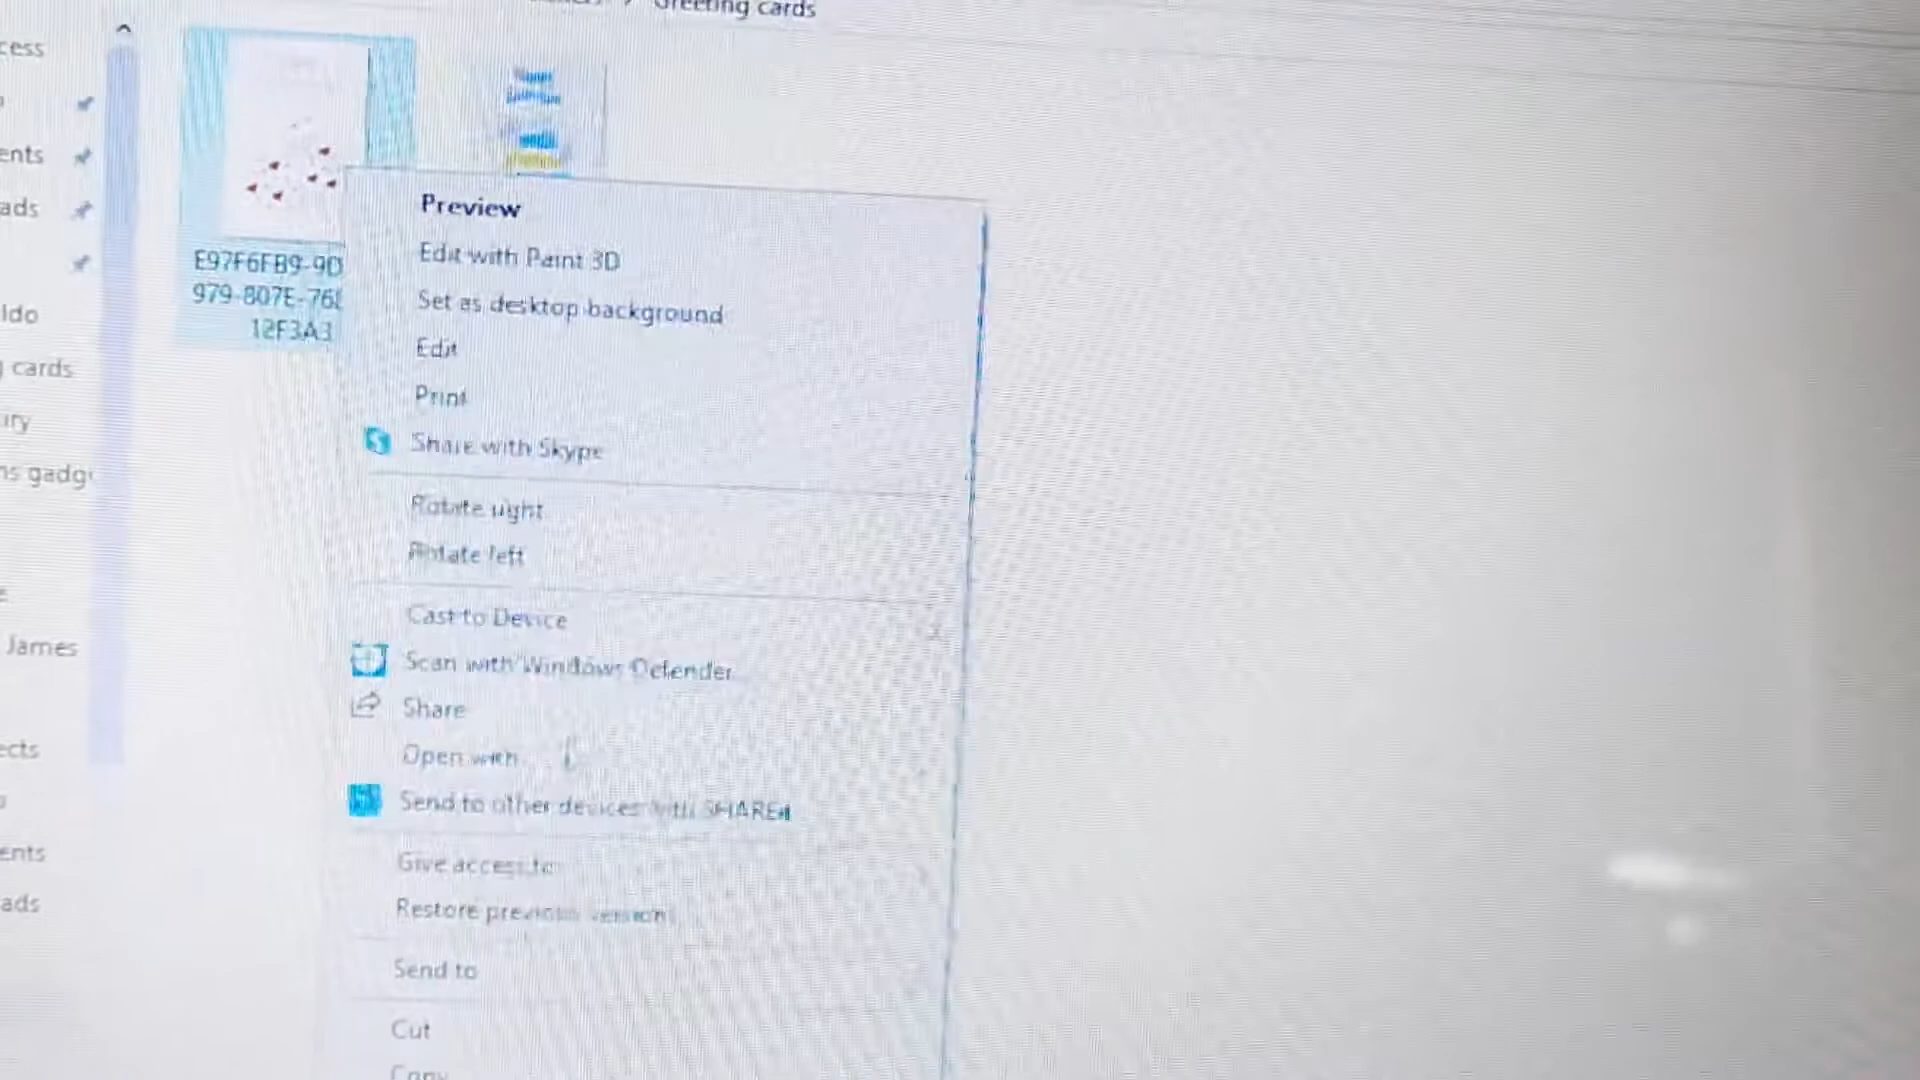 Greeting cards
cess
ents
ads
ldo
cards
ns gadg
James
ects
ents
ads
E97F6FB9-9D
979-807E-768
12F3A3
Preview
Edit with Paint 3D
Set as desktop background
Edit
Print
Share with Skype
Rotate right
Rotate left
Cast to Device
Scan with Windows Defender
Share
Open with
Send to other devices with SHAREit
Give access to
Restore previous version
Send to
Cut
Copy